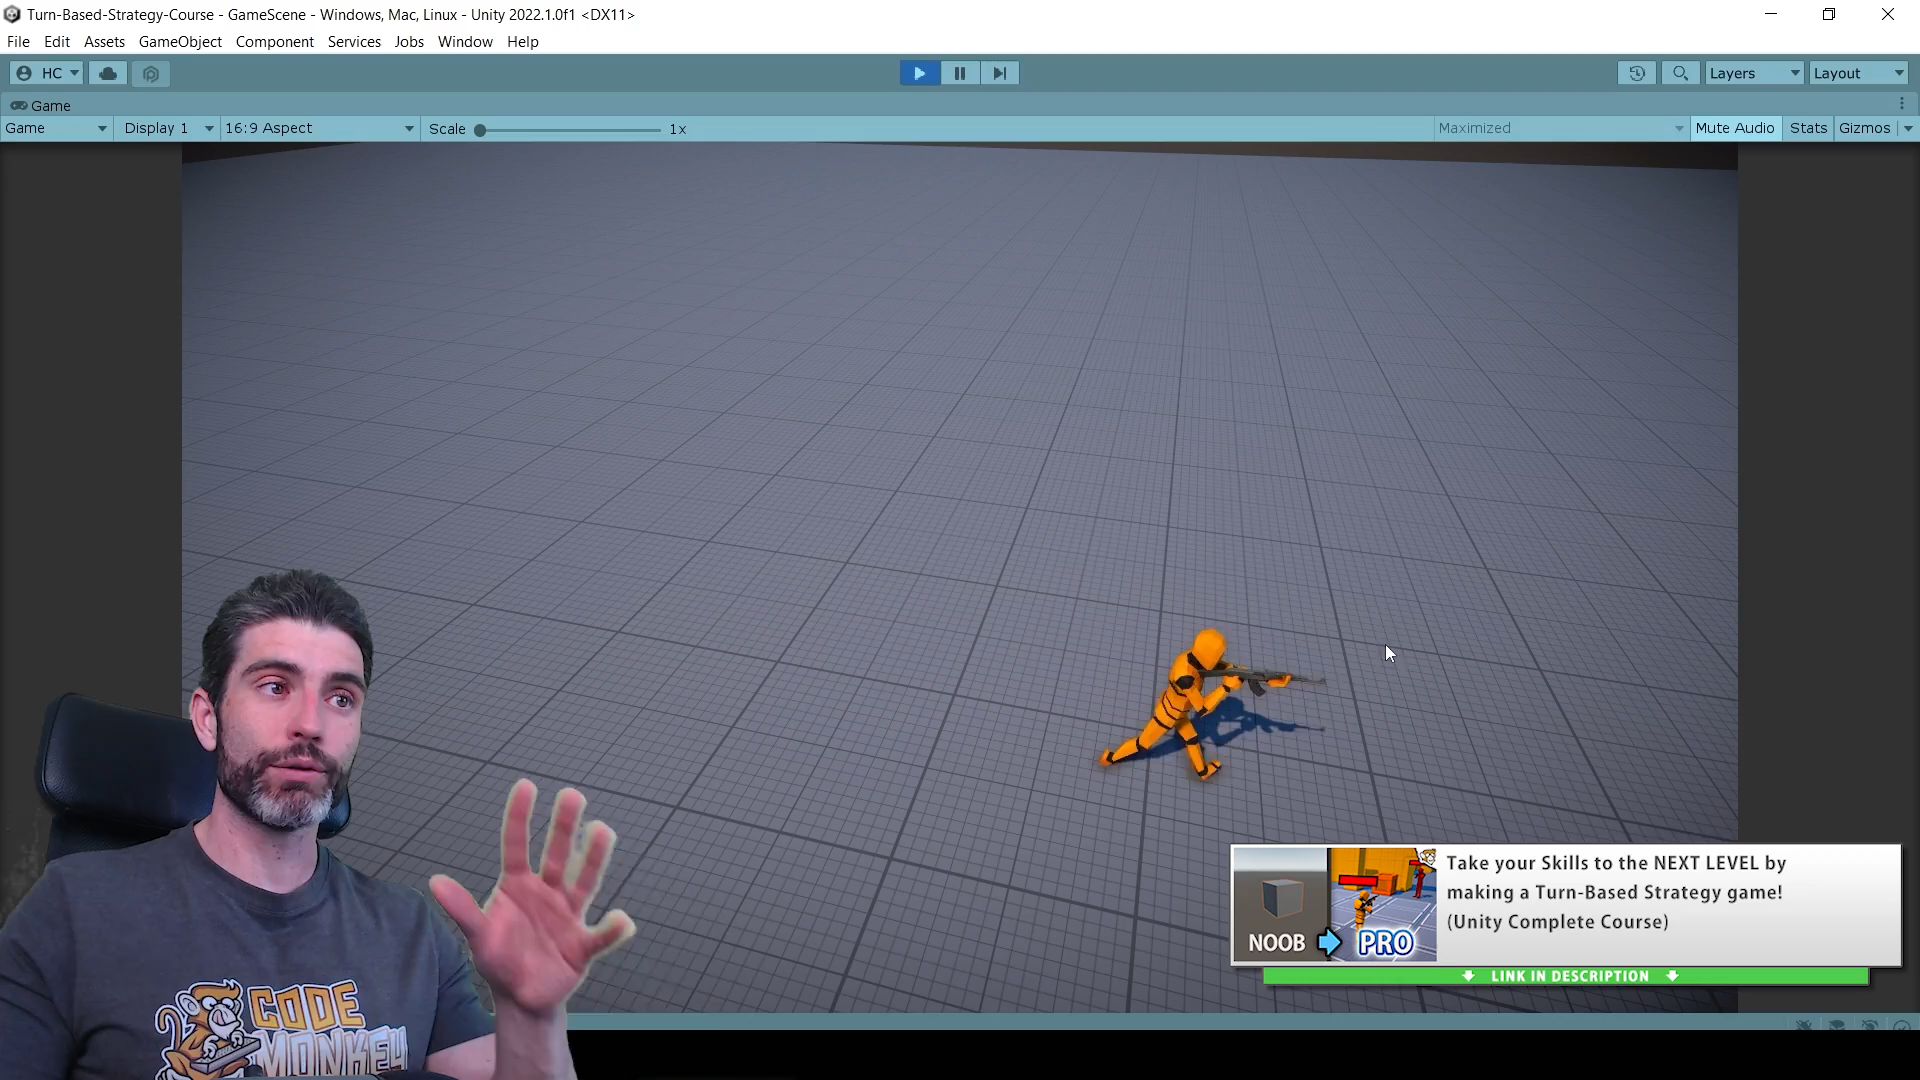 Turn-Based-Strategy-Course - GameScene - Windows, Mac, Linux - Unity 2022.1.0f1 <DX11>
File Edit Assets GameObject Component Services Jobs Window Help
HC Layers Layout
Game
Game Display 1 16:9 Aspect Scale 1x Maximized Mute Audio Stats Gizmos
Take your Skills to the NEXT LEVEL by
making a Turn-Based Strategy game!
(Unity Complete Course)
NOOB PRO
LINK IN DESCRIPTION
CODE
MONKEY